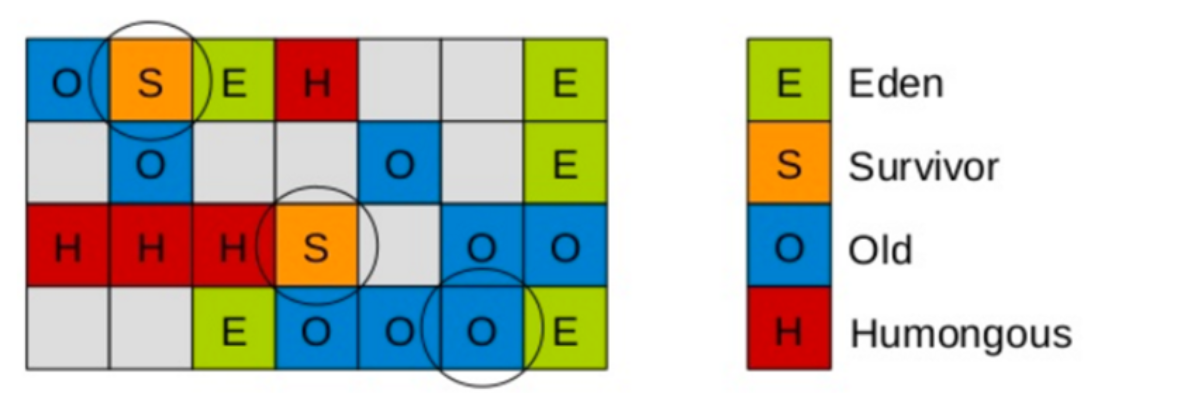 O S E H E
O O E
H H H S O O
E O O O E
E Eden
S Survivor
O Old
H Humongous